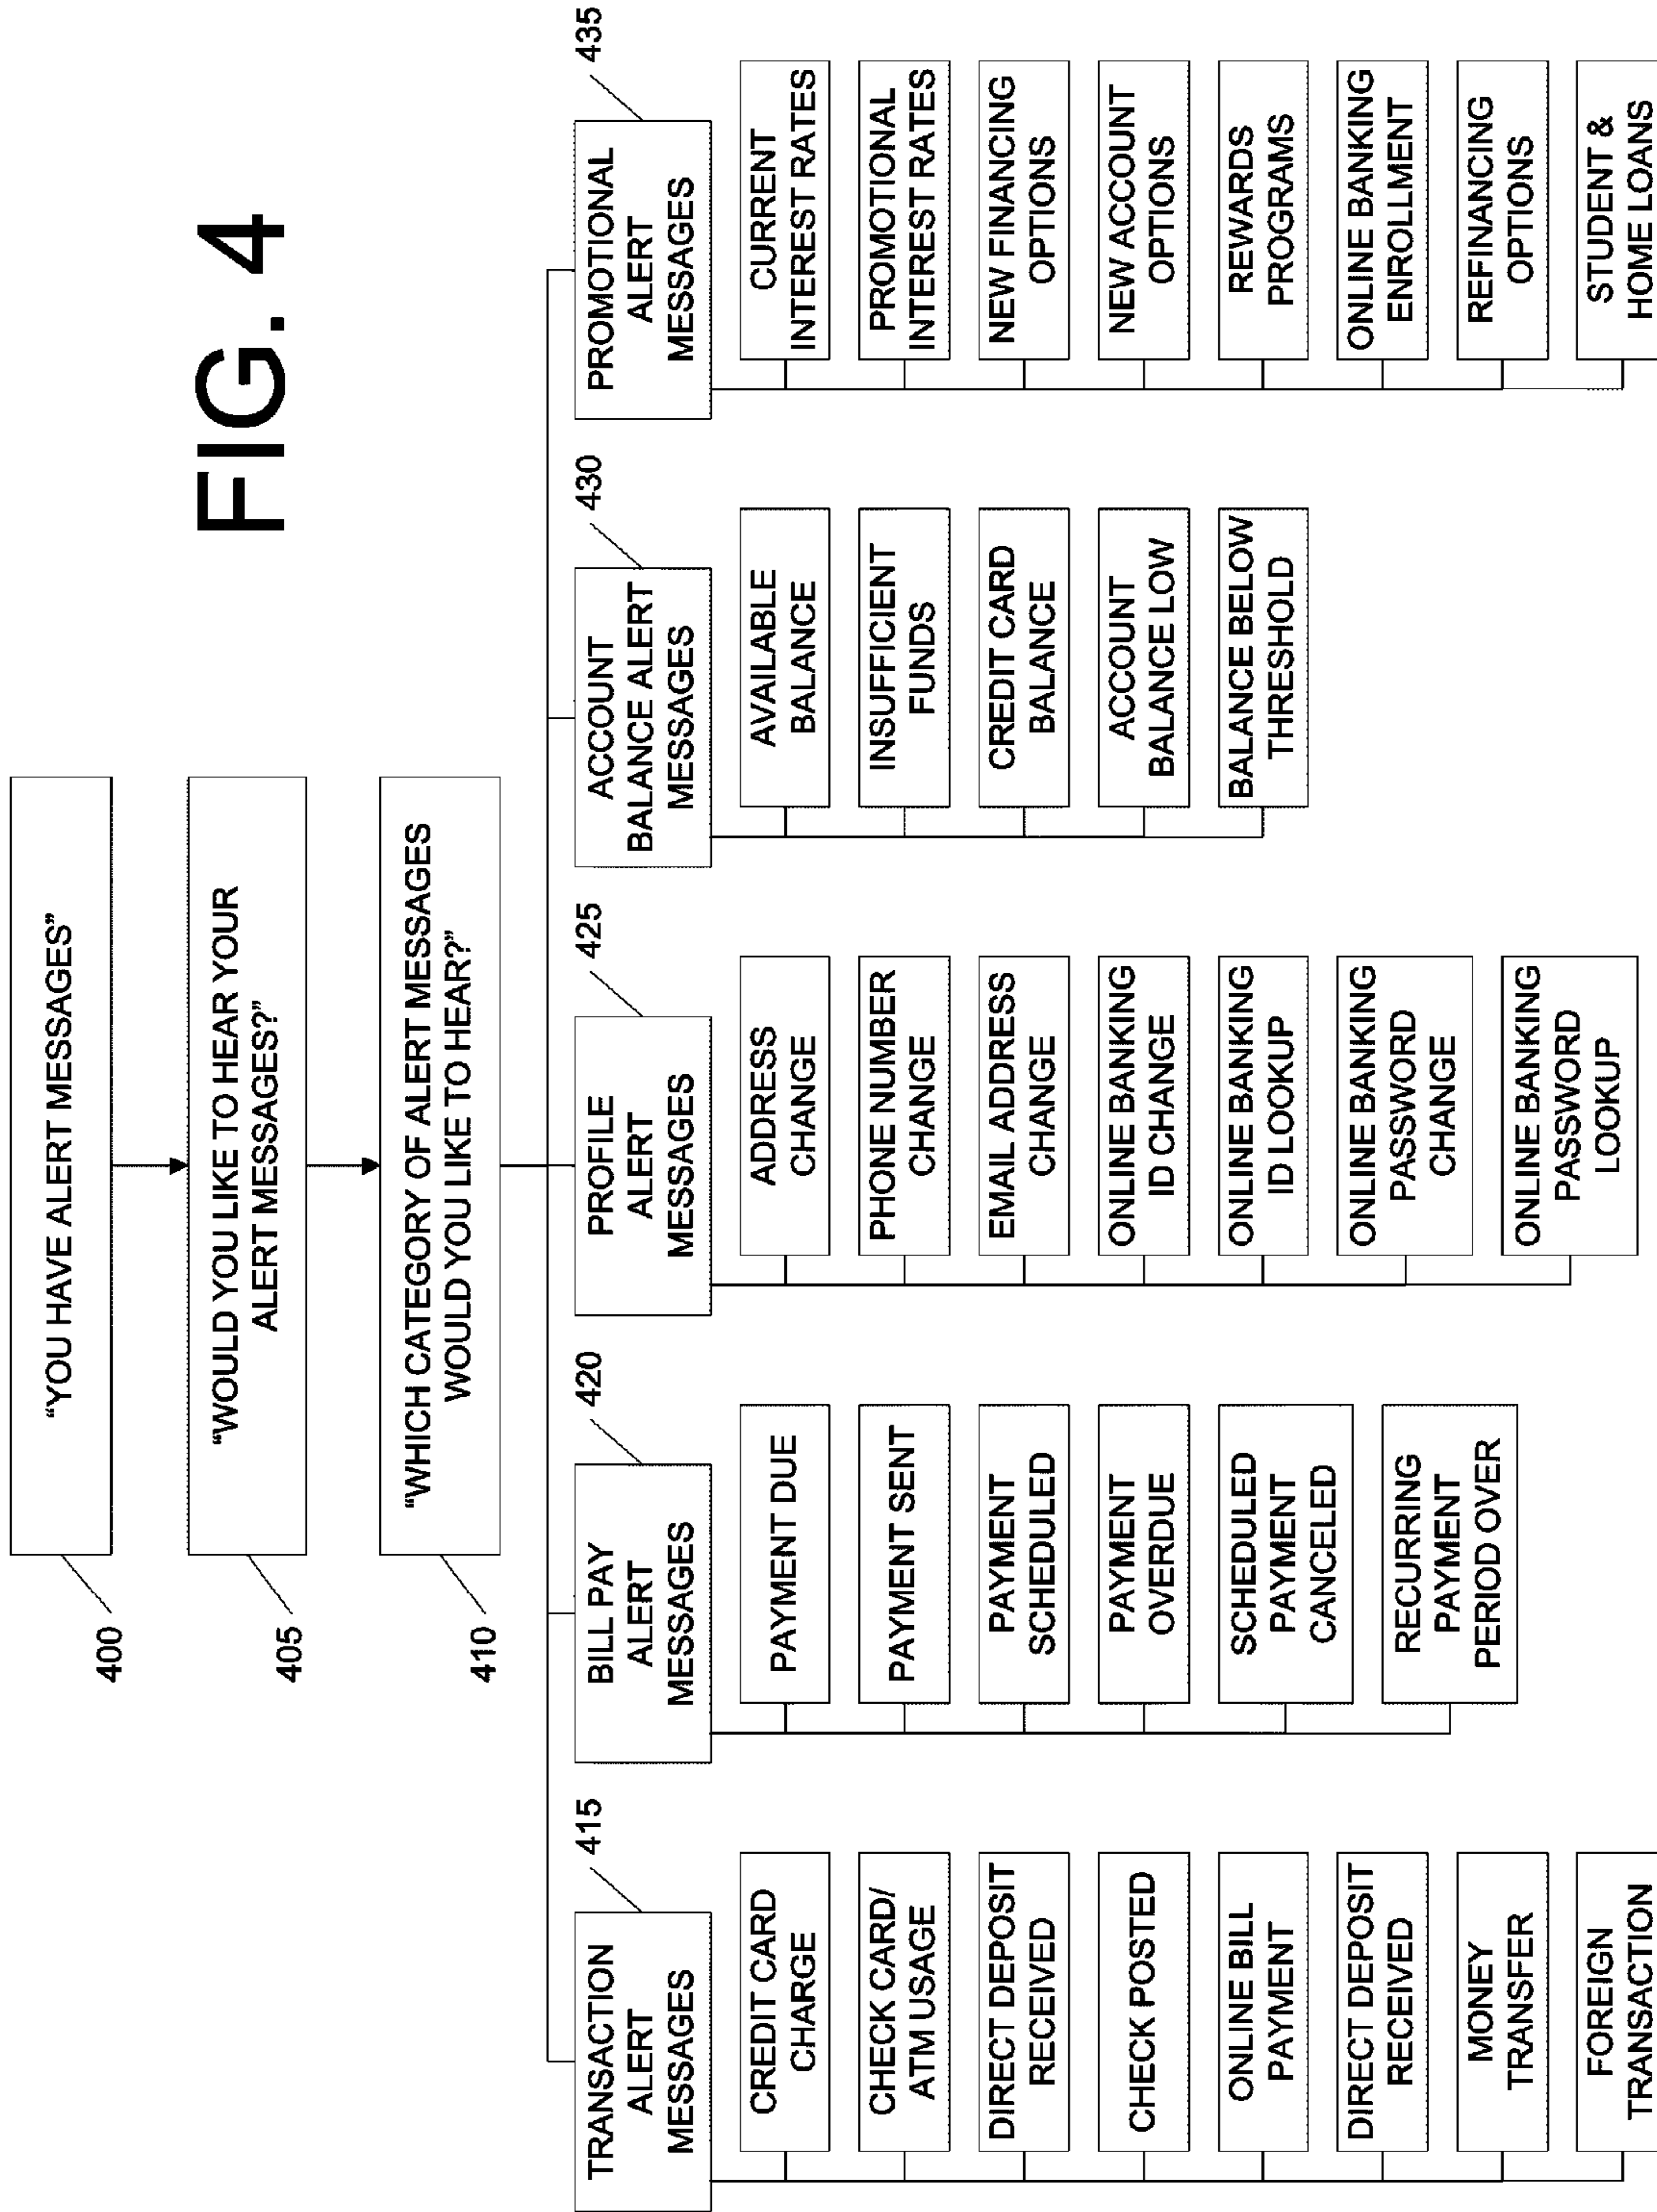 FIG. 4
400
"YOU HAVE ALERT MESSAGES"
405
"WOULD YOU LIKE TO HEAR YOUR
ALERT MESSAGES?"
410
"WHICH CATEGORY OF ALERT MESSAGES
WOULD YOU LIKE TO HEAR?"
415
TRANSACTION
ALERT
MESSAGES
CREDIT CARD
CHARGE
CHECK CARD/
ATM USAGE
DIRECT DEPOSIT
RECEIVED
CHECK POSTED
ONLINE BILL
PAYMENT
DIRECT DEPOSIT
RECEIVED
MONEY
TRANSFER
FOREIGN
TRANSACTION
420
BILL PAY
ALERT
MESSAGES
PAYMENT DUE
PAYMENT SENT
PAYMENT
SCHEDULED
PAYMENT
OVERDUE
SCHEDULED
PAYMENT
CANCELED
RECURRING
PAYMENT
PERIOD OVER
425
PROFILE
ALERT
MESSAGES
ADDRESS
CHANGE
PHONE NUMBER
CHANGE
EMAIL ADDRESS
CHANGE
ONLINE BANKING
ID CHANGE
ONLINE BANKING
ID LOOKUP
ONLINE BANKING
PASSWORD
CHANGE
ONLINE BANKING
PASSWORD
LOOKUP
430
ACCOUNT
BALANCE ALERT
MESSAGES
AVAILABLE
BALANCE
INSUFFICIENT
FUNDS
CREDIT CARD
BALANCE
ACCOUNT
BALANCE LOW
BALANCE BELOW
THRESHOLD
435
PROMOTIONAL
ALERT
MESSAGES
CURRENT
INTEREST RATES
PROMOTIONAL
INTEREST RATES
NEW FINANCING
OPTIONS
NEW ACCOUNT
OPTIONS
REWARDS
PROGRAMS
ONLINE BANKING
ENROLLMENT
REFINANCING
OPTIONS
STUDENT &
HOME LOANS